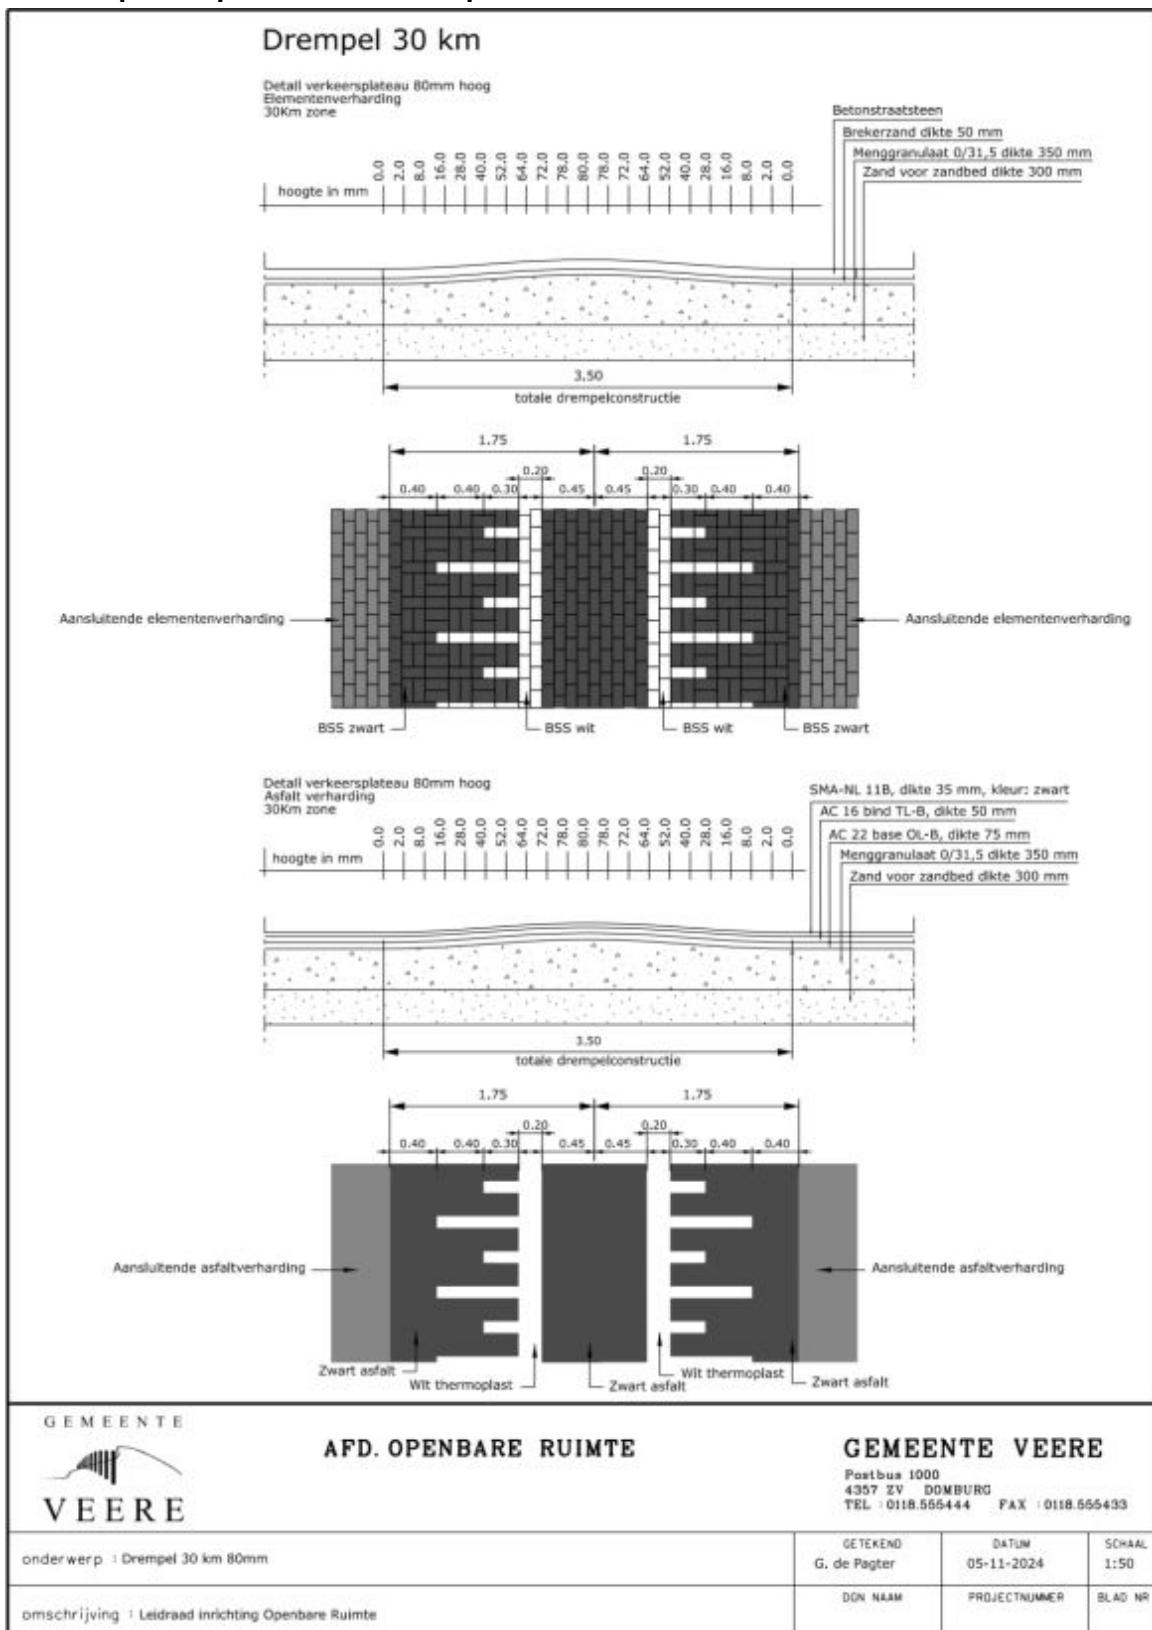 Drempel 30 km
Detail verkeersplateau 80mm hoog
Elementenverharding
30Km zone
Betonstraatsteen
Brekerzand dikte 50 mm
Menggranulaat 0/31,5 dikte 350 mm
Zand voor zandbed dikte 300 mm
hoogte in mm
0.0 2.0 8.0 16.0 28.0 40.0 52.0 64.0 72.0 78.0 80.0 78.0 72.0 64.0 52.0 40.0 28.0 16.0 8.0 2.0 0.0
3.50
totale drempelconstructie
1.75 1.75
0.20 0.20
0.40 0.40 0.30 0.45 0.45 0.30 0.40 0.40
Aansluitende elementenverharding Aansluitende elementenverharding
BSS zwart BSS wit BSS wit BSS zwart
Detail verkeersplateau 80mm hoog
Asfalt verharding
30Km zone
SMA-NL 11B, dikte 35 mm, kleur: zwart
AC 16 bind TL-B, dikte 50 mm
AC 22 base OL-B, dikte 75 mm
Menggranulaat 0/31,5 dikte 350 mm
Zand voor zandbed dikte 300 mm
hoogte in mm
0.0 2.0 8.0 16.0 28.0 40.0 52.0 64.0 72.0 78.0 80.0 78.0 72.0 64.0 52.0 40.0 28.0 16.0 8.0 2.0 0.0
3.50
totale drempelconstructie
1.75 1.75
0.20 0.20
0.40 0.40 0.30 0.45 0.45 0.30 0.40 0.40
Aansluitende asfaltverharding Aansluitende asfaltverharding
Zwart asfalt Wit thermoplast Zwart asfalt Wit thermoplast Zwart asfalt
GEMEENTE
VEERE
AFD. OPENBARE RUIMTE
GEMEENTE VEERE
Postbus 1000
4357 ZV DOMBURG
TEL : 0118.555444 FAX : 0118.555433
onderwerp : Drempel 30 km 80mm
GETEKEND DATUM SCHAAL
G. de Pagter 05-11-2024 1:50
omschrijving : Leidraad inrichting Openbare Ruimte
DGN NAAM PROJECTNUMMER BLAD NR